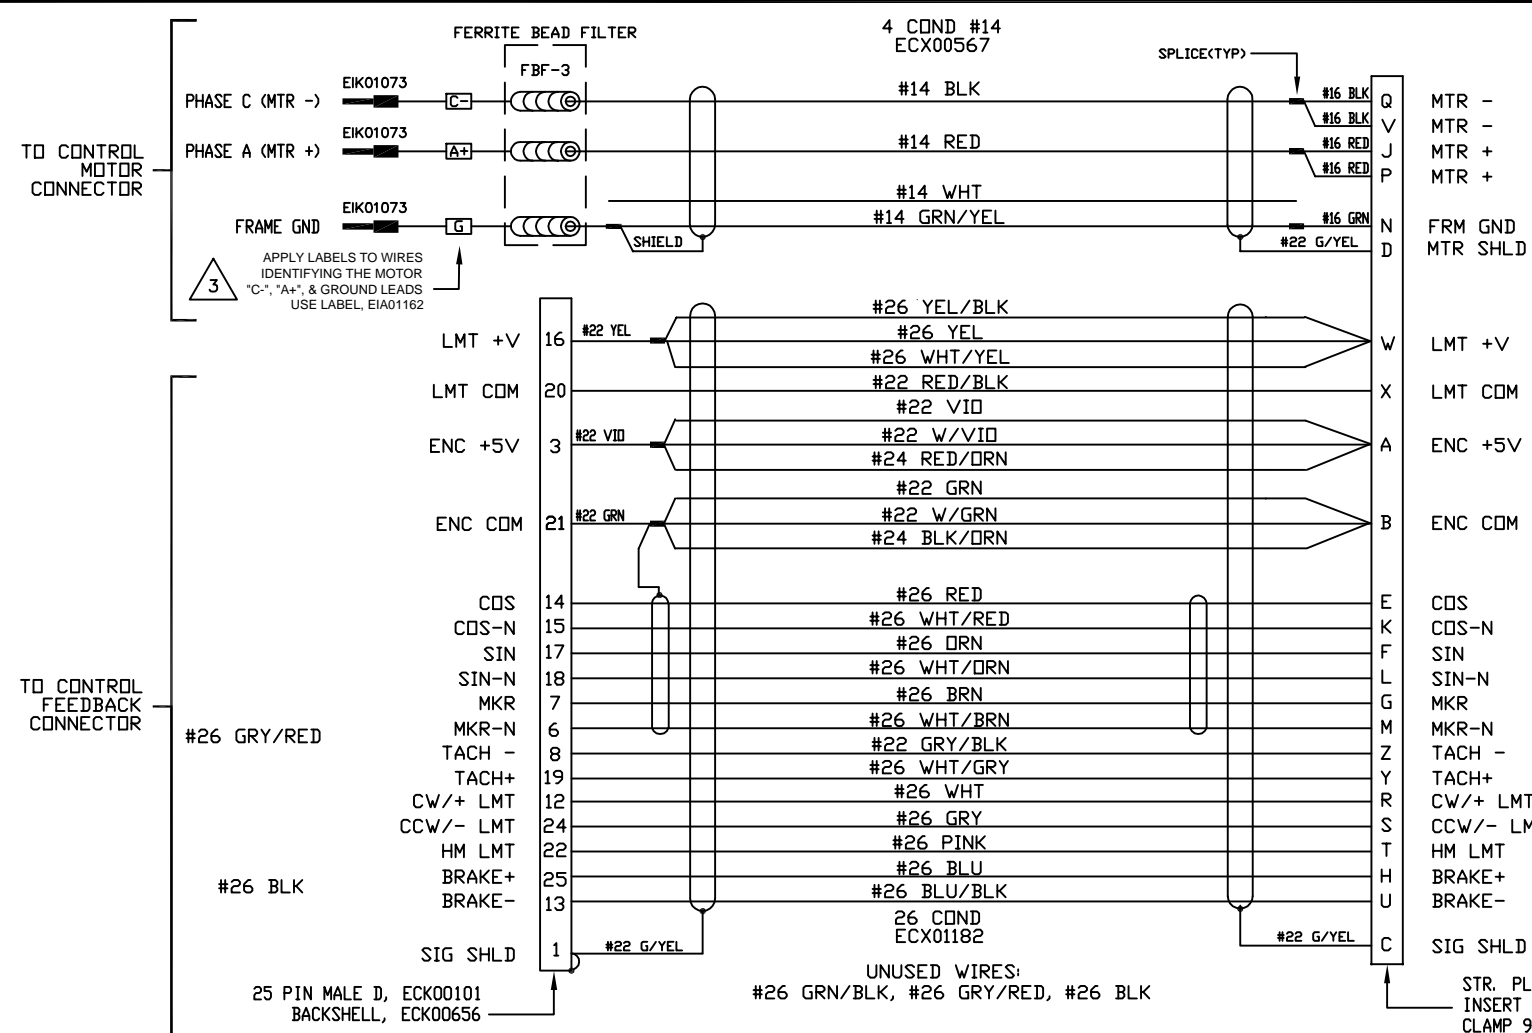 4 COND #14
ECX00567
FERRITE BEAD FILTER
FBF-3
SPLICE(TYP)
TO CONTROL
MOTOR
CONNECTOR
PHASE C (MTR -)
EIK01073
C-
#14 BLK
#16 BLK
Q
MTR -
#16 BLK
V
MTR -
PHASE A (MTR +)
EIK01073
A+
#14 RED
#16 RED
J
MTR +
#16 RED
P
MTR +
#14 WHT
FRAME GND
EIK01073
G
#14 GRN/YEL
#16 GRN
N
FRM GND
SHIELD
#22 G/YEL
D
MTR SHLD
3
APPLY LABELS TO WIRES
IDENTIFYING THE MOTOR
"C-", "A+", & GROUND LEADS
USE LABEL, EIA01162
#26 YEL/BLK
LMT +V
16
#22 YEL
#26 YEL
W
LMT +V
#26 WHT/YEL
LMT COM
20
#22 RED/BLK
X
LMT COM
#22 VIO
ENC +5V
3
#22 VIO
#22 W/VIO
A
ENC +5V
#24 RED/ORN
#22 GRN
ENC COM
21
#22 GRN
#22 W/GRN
B
ENC COM
#24 BLK/ORN
TO CONTROL
FEEDBACK
CONNECTOR
COS
14
#26 RED
E
COS
COS-N
15
#26 WHT/RED
K
COS-N
SIN
17
#26 ORN
F
SIN
SIN-N
18
#26 WHT/ORN
L
SIN-N
MKR
7
#26 BRN
G
MKR
#26 GRY/RED
MKR-N
6
#26 WHT/BRN
M
MKR-N
TACH -
8
#22 GRY/BLK
Z
TACH -
TACH+
19
#26 WHT/GRY
Y
TACH+
CW/+ LMT
12
#26 WHT
R
CW/+ LMT
CCW/- LMT
24
#26 GRY
S
CCW/- LM
HM LMT
22
#26 PINK
T
HM LMT
#26 BLK
BRAKE+
25
#26 BLU
H
BRAKE+
BRAKE-
13
#26 BLU/BLK
U
BRAKE-
26 COND
ECX01182
SIG SHLD
1
#22 G/YEL
#22 G/YEL
C
SIG SHLD
UNUSED WIRES:
#26 GRN/BLK, #26 GRY/RED, #26 BLK
25 PIN MALE D, ECK00101
BACKSHELL, ECK00656
STR. PL
INSERT
CLAMP 9